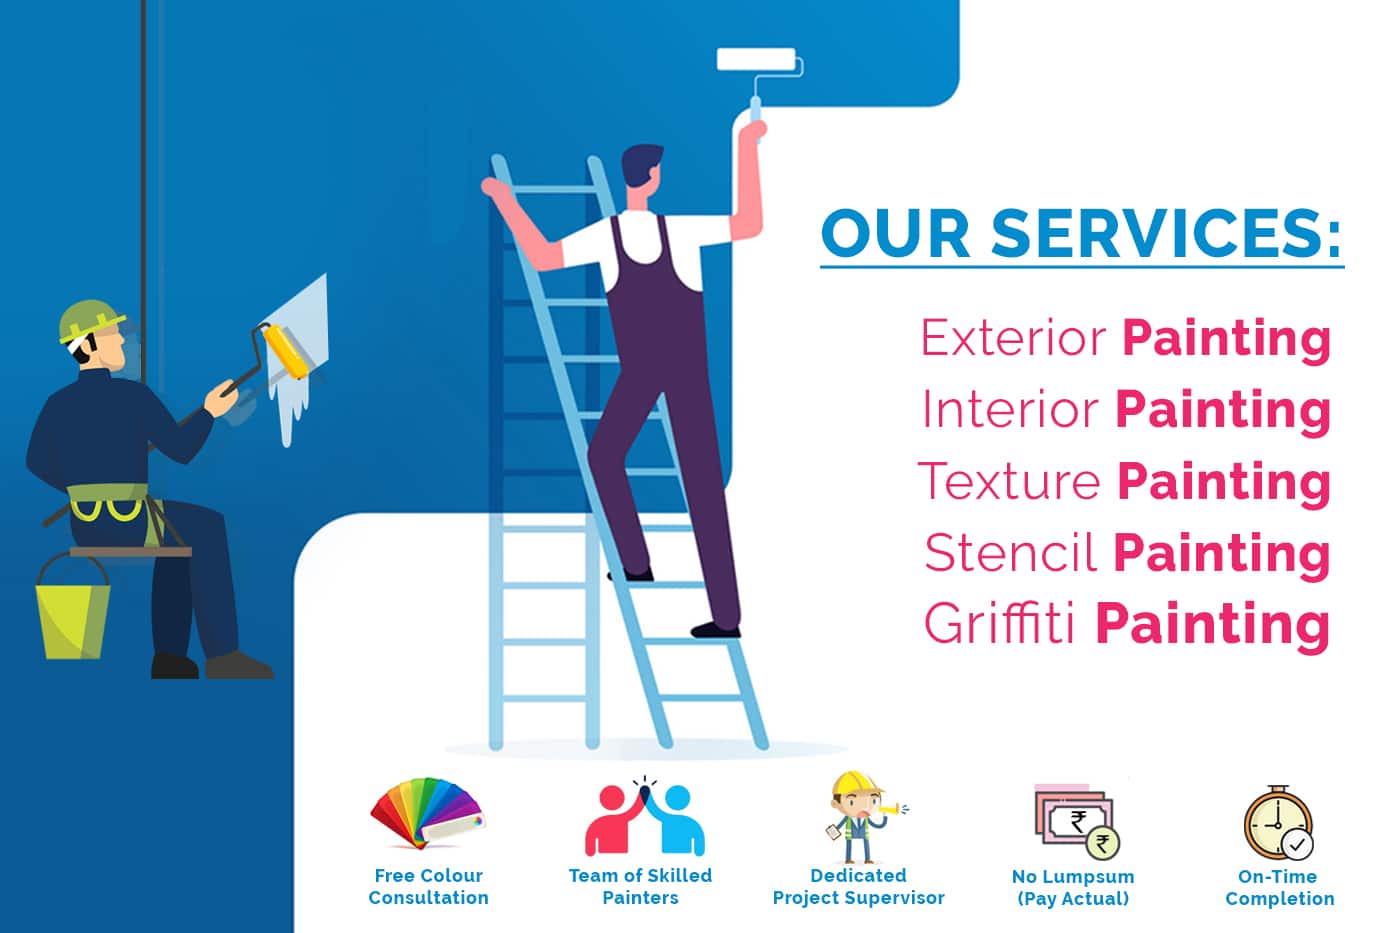 OUR SERVICES:
Exterior Painting
Interior Painting
Texture Painting
Stencil Painting
Griffiti Painting
Free Colour
Consultation
Team of Skilled
Painters
Dedicated
Project Supervisor
₹
₹
No Lumpsum
(Pay Actual)
On-Time
Completion